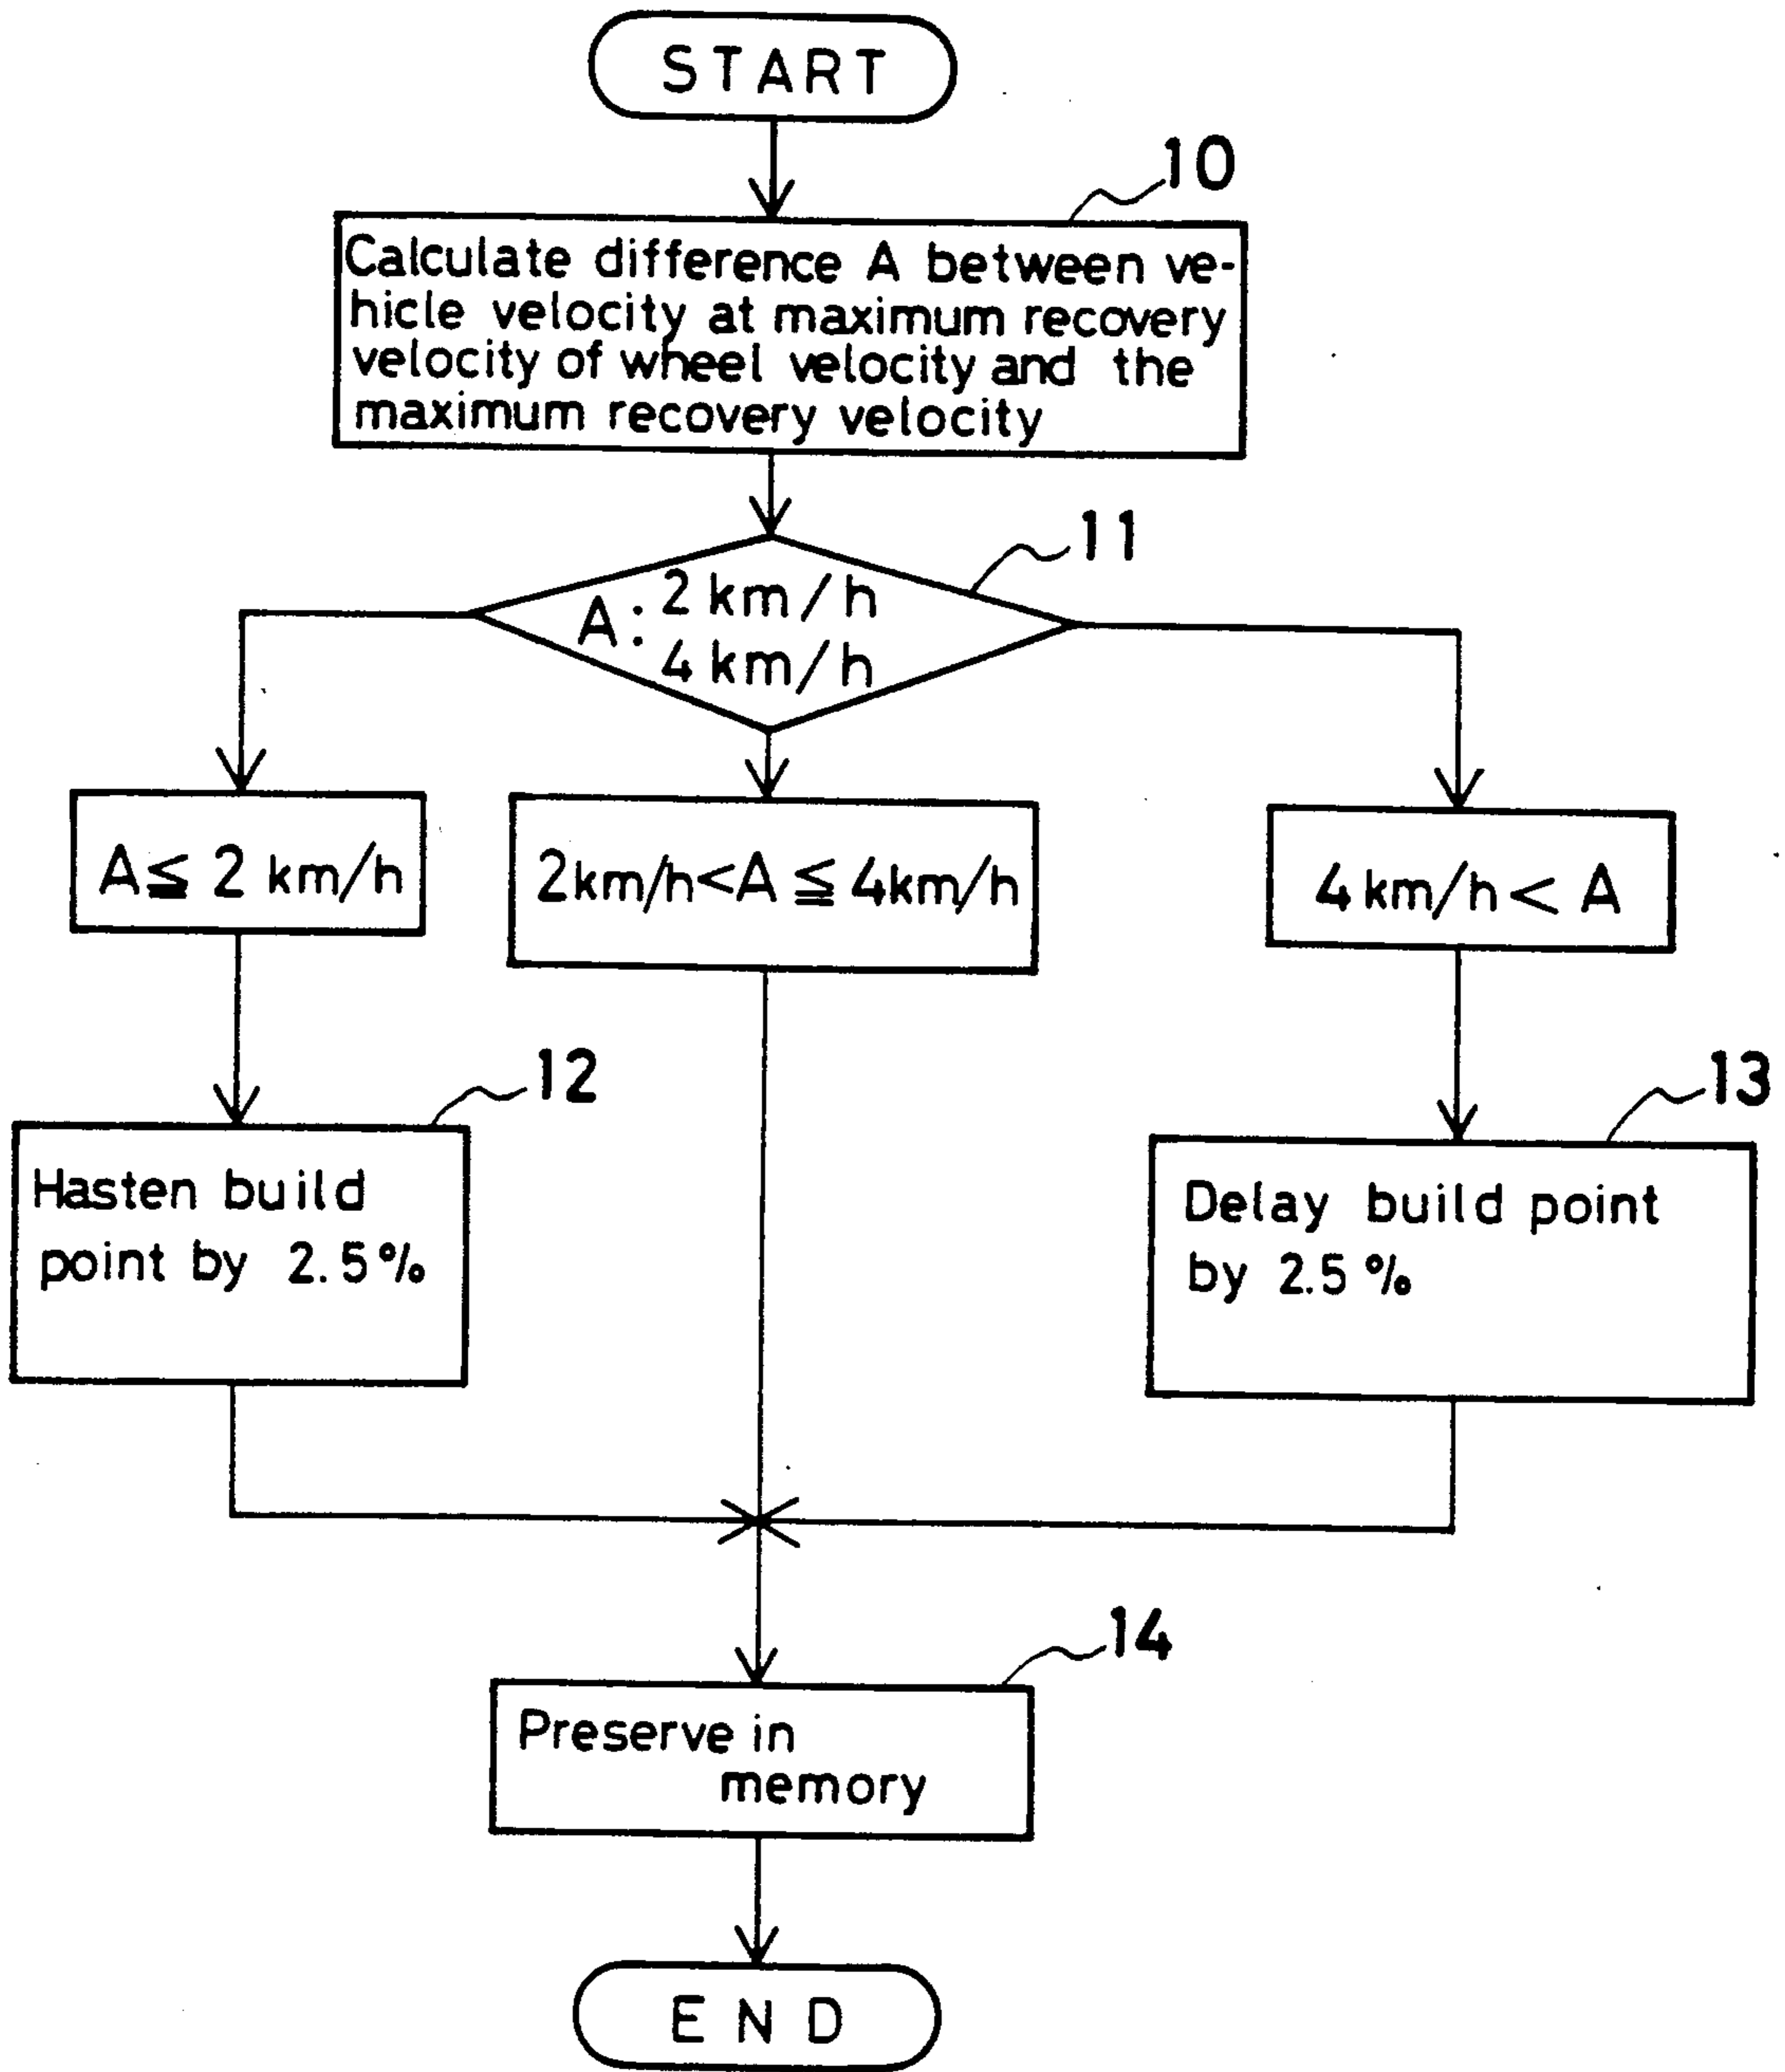 START
10
Calculate difference A between ve-
hicle velocity at maximum recovery
velocity of wheel velocity and the
maximum recovery velocity
11
A: 2 km/h
4 km/h
A ≦ 2 km/h
2km/h < A ≦ 4km/h
4 km/h < A
12
Hasten build
point by 2.5%
13
Delay build point
by 2.5%
14
Preserve in
memory
END